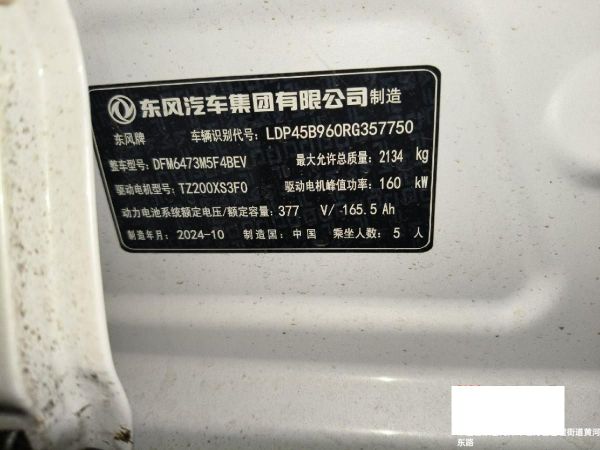 东风汽车集团有限公司 制造
东风牌 车辆识别代号: LDP45B960RG357750
整车型号: DFM6473M5F4BEV 最大允许总质量: 2134 kg
驱动电机型号: TZ200XS3F0 驱动电机峰值功率: 160 kW
动力电池系统额定电压/额定容量: 377 V/ 165.5 Ah
制造年月: 2024-10 制造国: 中国 乘坐人数: 5 人
街道黄河
东路